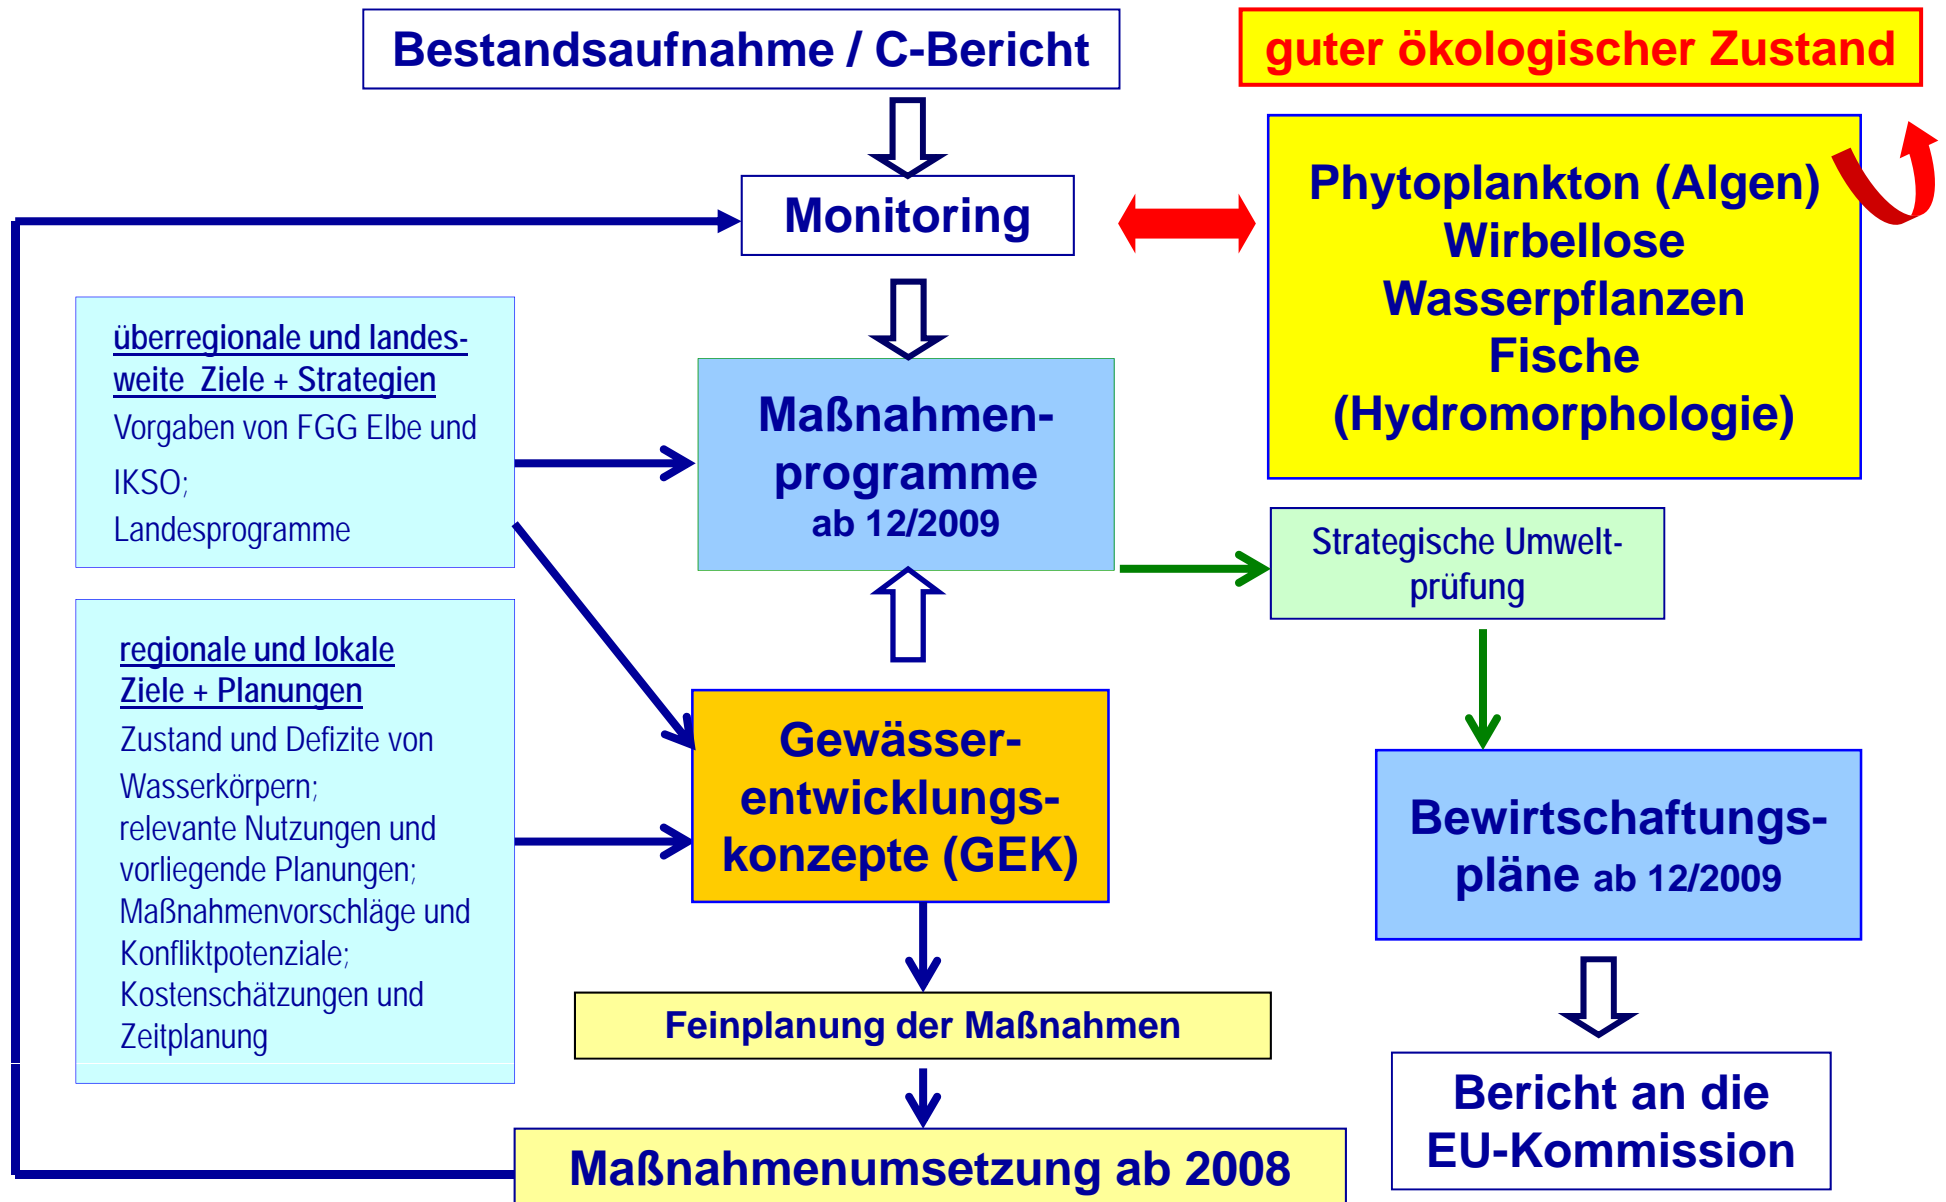 Bestandsaufnahme / C-Bericht
guter ökologischer Zustand
Monitoring
Phytoplankton (Algen)
Wirbellose
Wasserpflanzen
Fische
(Hydromorphologie)
überregionale und landes-
weite Ziele + Strategien
Vorgaben von FGG Elbe und
IKSO;
Landesprogramme
Maßnahmen-
programme
ab 12/2009
Strategische Umwelt-
prüfung
regionale und lokale
Ziele + Planungen
Zustand und Defizite von
Wasserkörpern;
relevante Nutzungen und
vorliegende Planungen;
Maßnahmenvorschläge und
Konfliktpotenziale;
Kostenschätzungen und
Zeitplanung
Gewässer-
entwicklungs-
konzepte (GEK)
Bewirtschaftungs-
pläne ab 12/2009
Feinplanung der Maßnahmen
Maßnahmenumsetzung ab 2008
Bericht an die
EU-Kommission